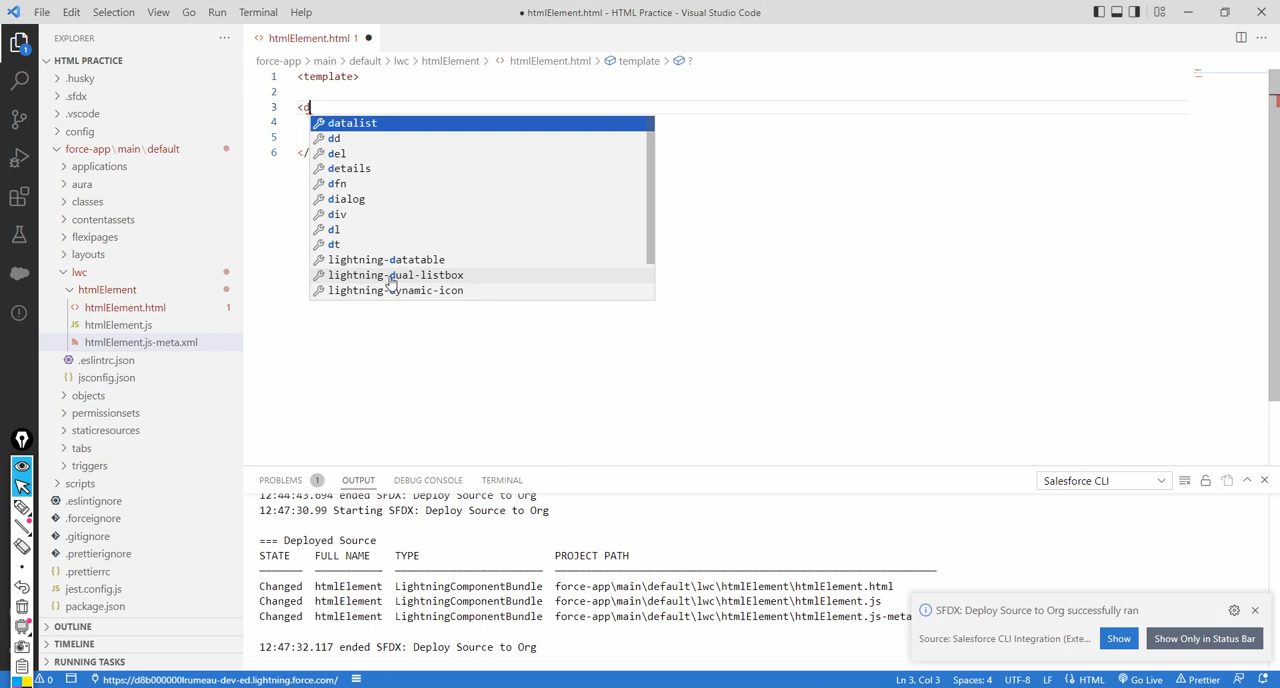 File Edit Selection View Go Run Terminal Help
● htmlElement.html - HTML Practice - Visual Studio Code
EXPLORER
HTML PRACTICE
.husky
.sfdx
.vscode
config
force-app\main\default
applications
aura
classes
contentassets
flexipages
layouts
lwc
htmlElement
htmlElement.html 1
htmlElement.js
htmlElement.js-meta.xml
.eslintrc.json
jsconfig.json
objects
permissionsets
staticresources
tabs
triggers
scripts
.eslintignore
.forceignore
.gitignore
.prettierignore
.prettierrc
jest.config.js
package.json
OUTLINE
TIMELINE
RUNNING TASKS
1
htmlElement.html 1 ●
force-app > main > default > lwc > htmlElement > htmlElement.html > template > ?
1 <template>
2
3 <d
4
5
6 </
datalist
dd
del
details
dfn
dialog
div
dl
dt
lightning-datatable
lightning-dual-listbox
lightning-dynamic-icon
PROBLEMS 1 OUTPUT DEBUG CONSOLE TERMINAL
Salesforce CLI
12:44:43.694 ended SFDX: Deploy Source to Org
12:47:30.99 Starting SFDX: Deploy Source to Org
=== Deployed Source
STATE FULL NAME TYPE PROJECT PATH
Changed htmlElement LightningComponentBundle force-app\main\default\lwc\htmlElement\htmlElement.html
Changed htmlElement LightningComponentBundle force-app\main\default\lwc\htmlElement\htmlElement.js
Changed htmlElement LightningComponentBundle force-app\main\default\lwc\htmlElement\htmlElement.js-meta
12:47:32.117 ended SFDX: Deploy Source to Org
SFDX: Deploy Source to Org successfully ran
Source: Salesforce CLI Integration (Exte...
Show
Show Only in Status Bar
0 https://d8b000000lrumeau-dev-ed.lightning.force.com/
Ln 3, Col 3 Spaces: 4 UTF-8 LF HTML Go Live Prettier